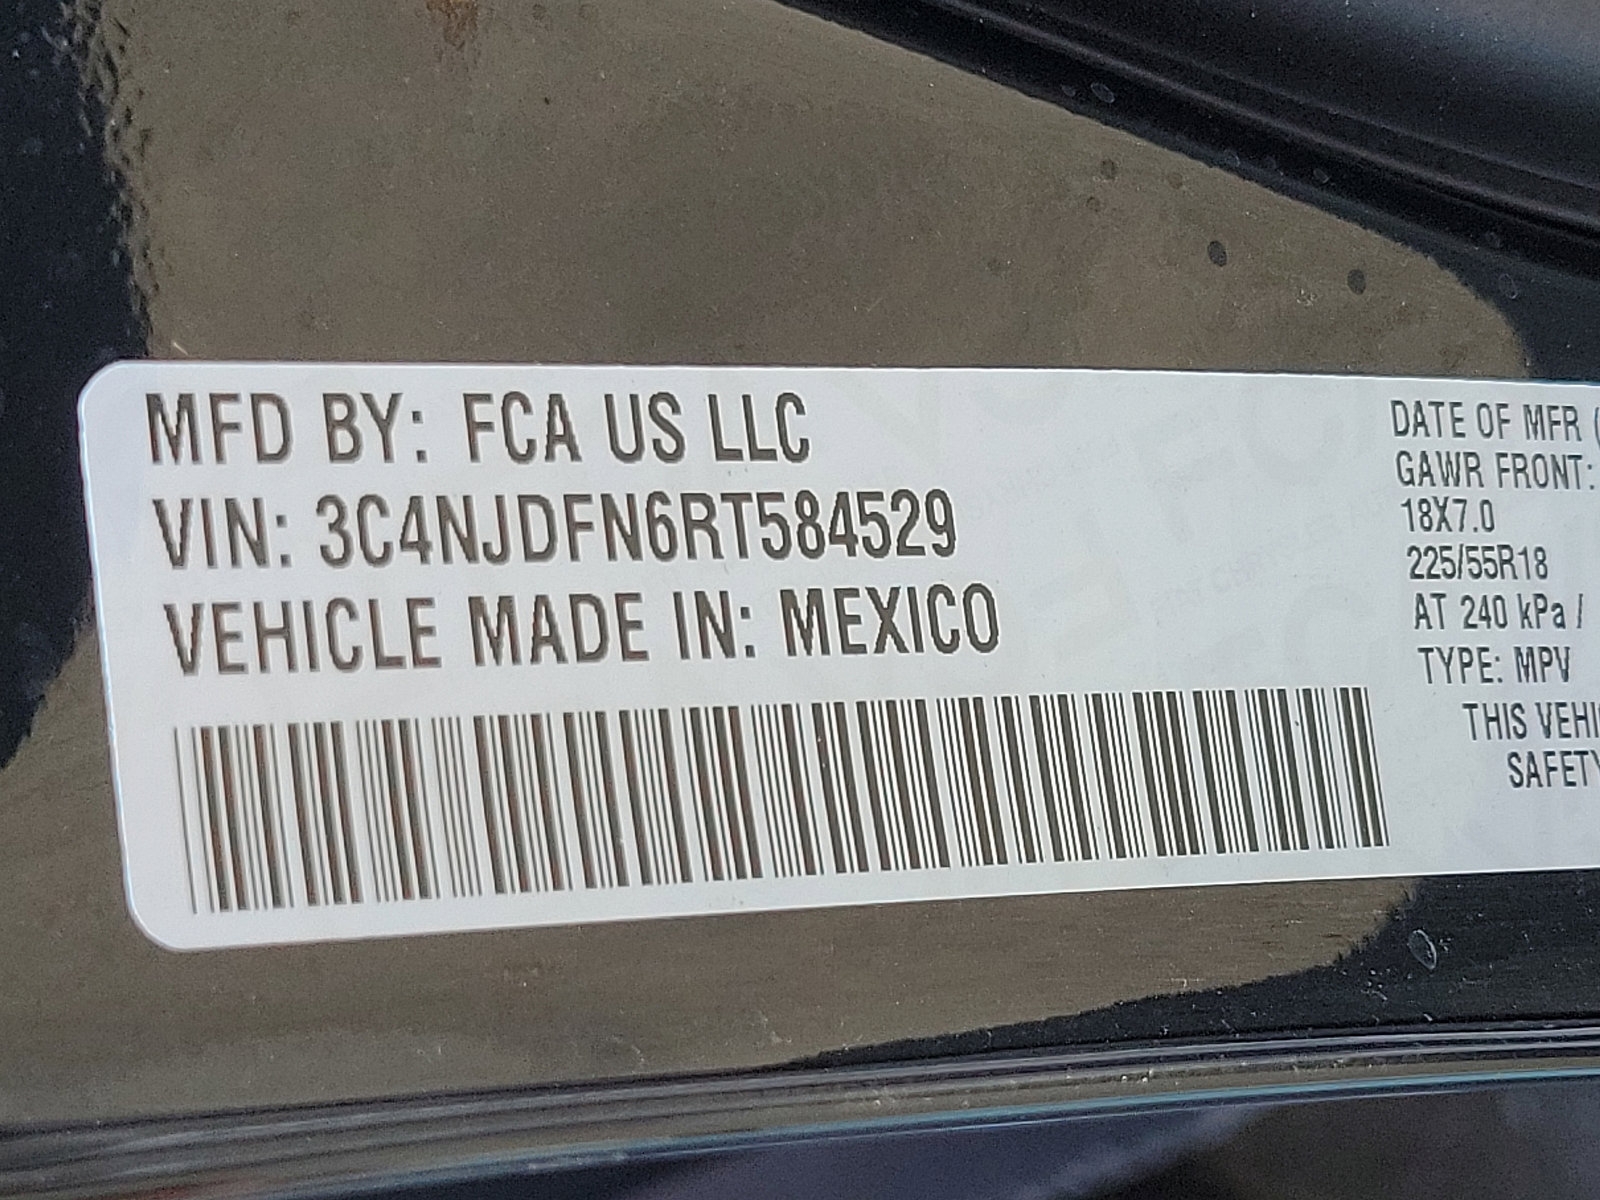 MFD BY: FCA US LLC
VIN: 3C4NJDFN6RT584529
VEHICLE MADE IN: MEXICO
DATE OF MFR (
GAWR FRONT:
18X7.0
225/55R18
AT 240 kPa /
TYPE: MPV
THIS
SAFETY